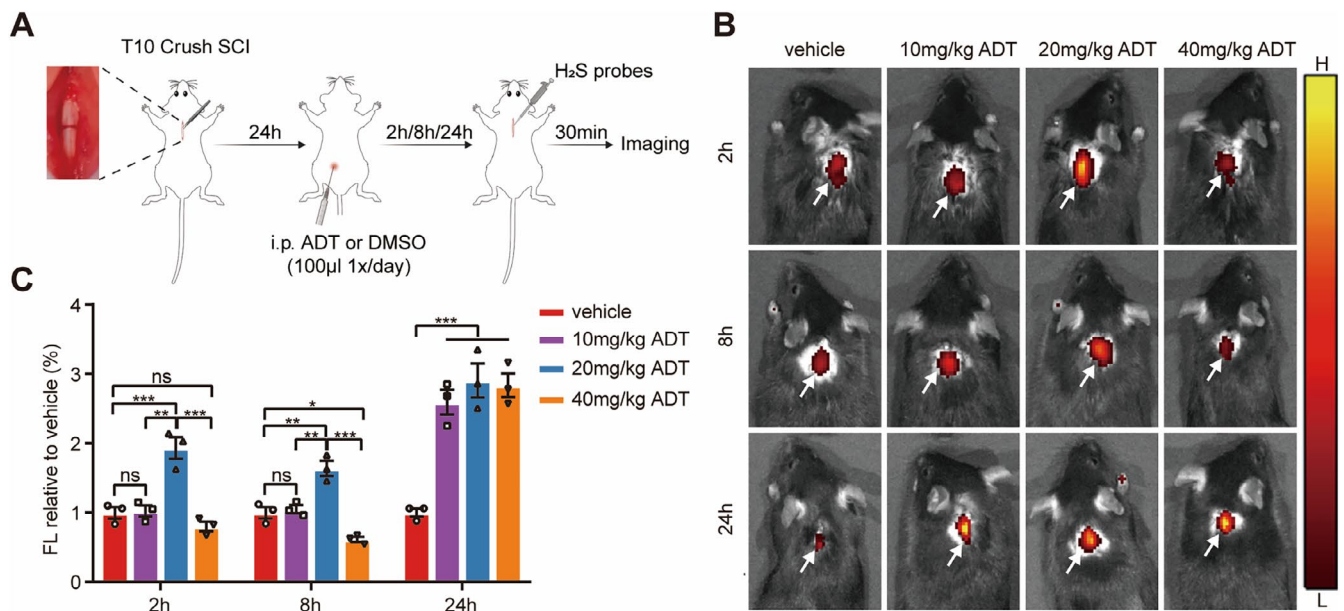 A
T10 Crush SCI
H₂S probes
24h
2h/8h/24h
30min
Imaging
i.p. ADT or DMSO
(100μl 1x/day)
B
vehicle
10mg/kg ADT
20mg/kg ADT
40mg/kg ADT
H
2h
8h
24h
L
C
FL relative to vehicle (%)
4
3
2
1
0
vehicle
10mg/kg ADT
20mg/kg ADT
40mg/kg ADT
ns
***
**
***
ns
*
**
**
***
ns
***
2h
8h
24h